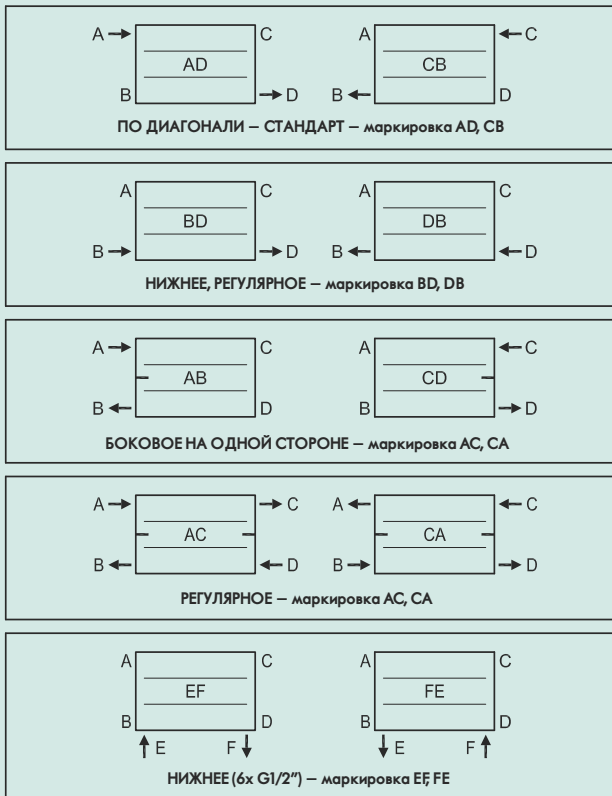 A C A C
AD CB
B D B D
ПО ДИАГОНАЛИ – СТАНДАРТ – маркировка AD, CB
A C A C
BD DB
B D B D
НИЖНЕЕ, РЕГУЛЯРНОЕ – маркировка BD, DB
A C A C
AB CD
B D B D
БОКОВОЕ НА ОДНОЙ СТОРОНЕ – маркировка AC, CA
A C A C
AC CA
B D B D
РЕГУЛЯРНОЕ – маркировка AC, CA
A C A C
EF FE
B D B D
E F E F
НИЖНЕЕ (6x G1/2") – маркировка EF, FE